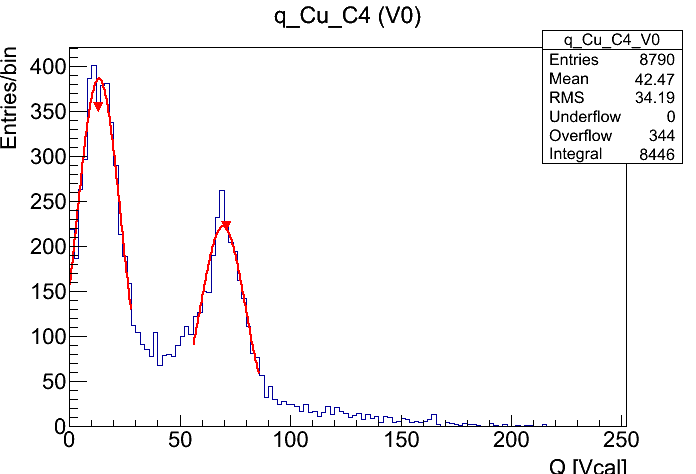 q_Cu_C4 (V0)
q_Cu_C4_V0
Entries 8790
Mean 42.47
RMS 34.19
Underflow 0
Overflow 344
Integral 8446
Entries/bin
400
350
300
250
200
150
100
50
0
0 50 100 150 200 250
Q [Vcal]